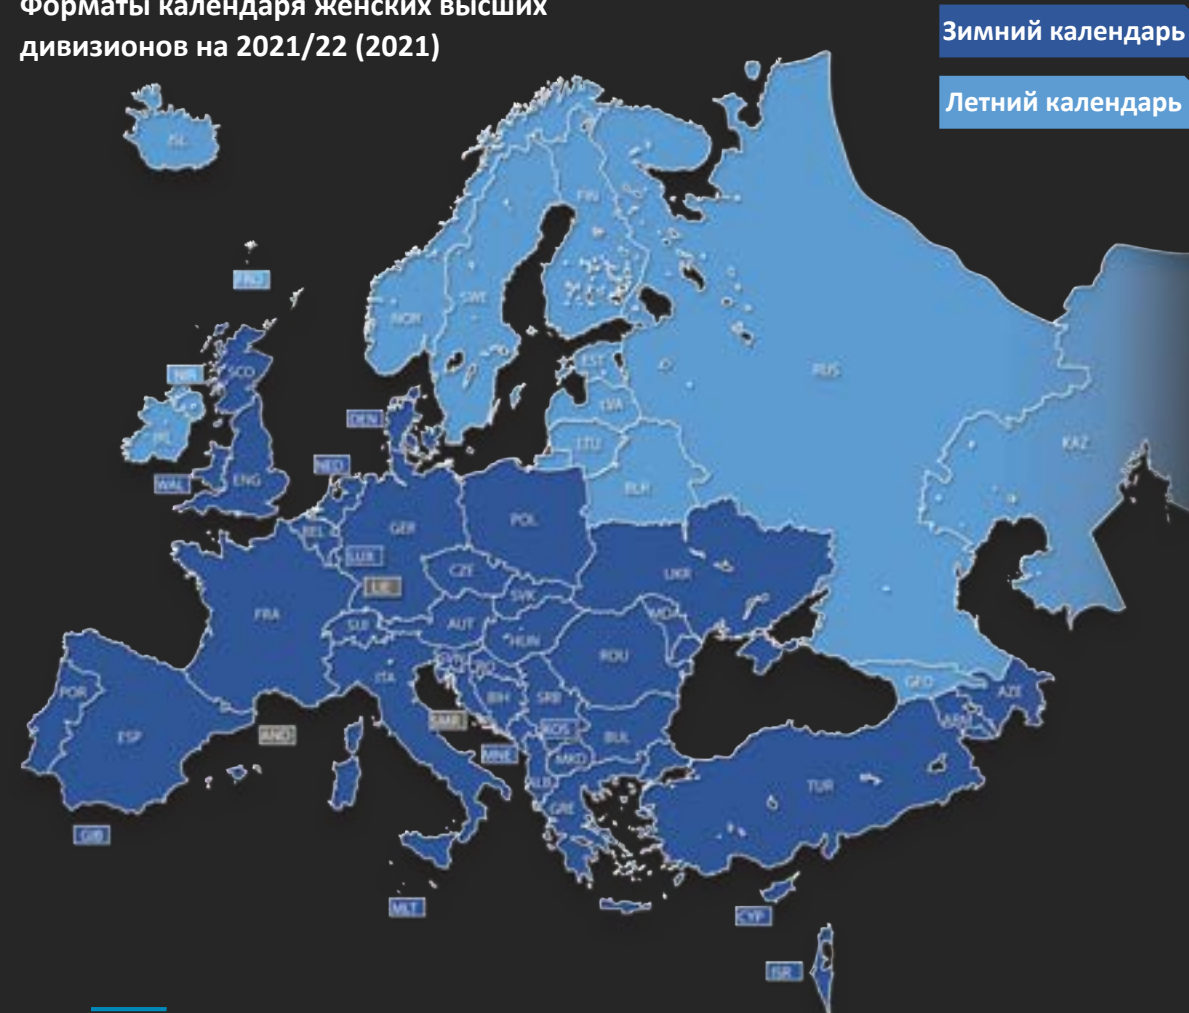 Форматы календаря женских высших
дивизионов на 2021/22 (2021)
Зимний календарь
Летний календарь
ISL
FIN
FRO
SWE
NOR
RUS
EST
NIR
SCO
LVA
DEN
IRL
LTU
KAZ
NED
WAL
ENG
BLR
POL
GER
BEL
LUX
CZE
UKR
LIE
SVK
FRA
MDA
SUI
AUT
HUN
ROU
SVN
CRO
ITA
GEO
POR
BIH
SRB
AZE
SMR
ARM
AND
ESP
KOS
BUL
MNE
MKD
ALB
TUR
GRE
GIB
MLT
CYP
ISR